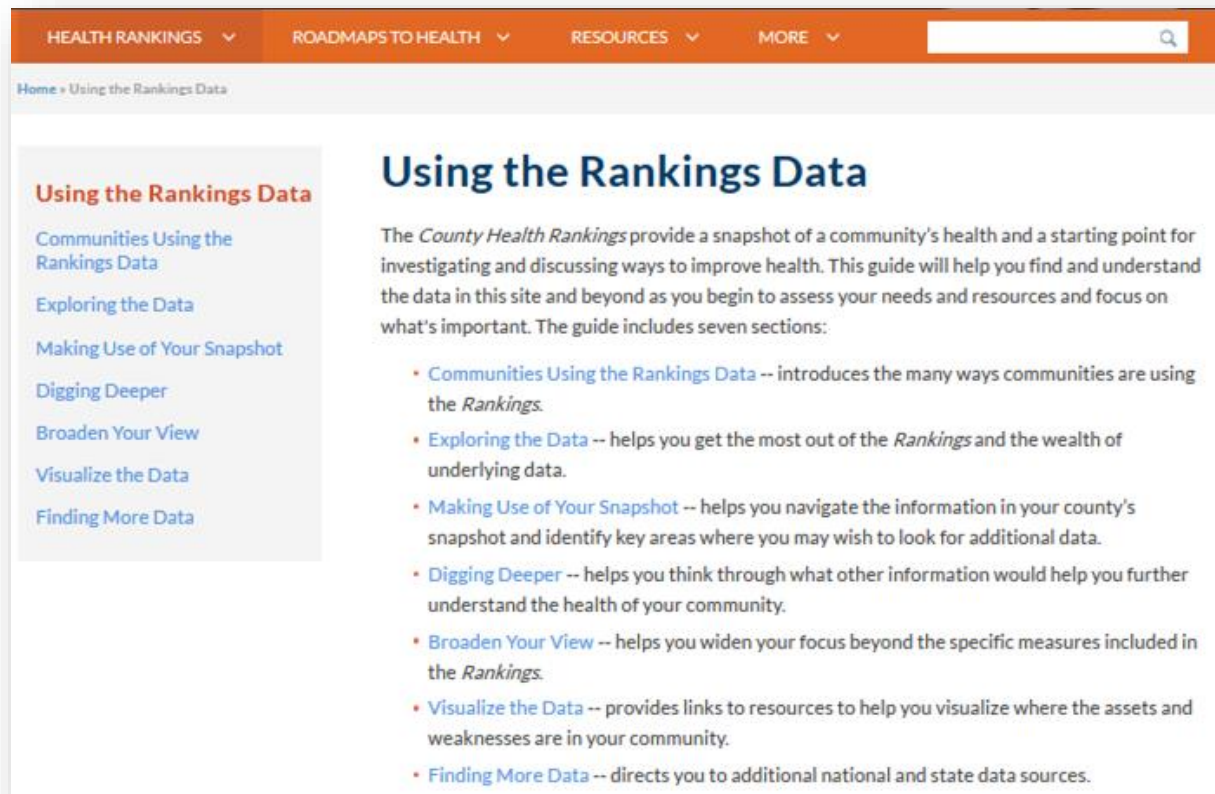 HEALTH RANKINGS ROADMAPS TO HEALTH RESOURCES MORE
Home » Using the Rankings Data
Using the Rankings Data
Communities Using the
Rankings Data
Exploring the Data
Making Use of Your Snapshot
Digging Deeper
Broaden Your View
Visualize the Data
Finding More Data
Using the Rankings Data
The County Health Rankings provide a snapshot of a community's health and a starting point for
investigating and discussing ways to improve health. This guide will help you find and understand
the data in this site and beyond as you begin to assess your needs and resources and focus on
what's important. The guide includes seven sections:
• Communities Using the Rankings Data -- introduces the many ways communities are using
the Rankings.
• Exploring the Data -- helps you get the most out of the Rankings and the wealth of
underlying data.
• Making Use of Your Snapshot -- helps you navigate the information in your county's
snapshot and identify key areas where you may wish to look for additional data.
• Digging Deeper -- helps you think through what other information would help you further
understand the health of your community.
• Broaden Your View -- helps you widen your focus beyond the specific measures included in
the Rankings.
• Visualize the Data -- provides links to resources to help you visualize where the assets and
weaknesses are in your community.
• Finding More Data -- directs you to additional national and state data sources.